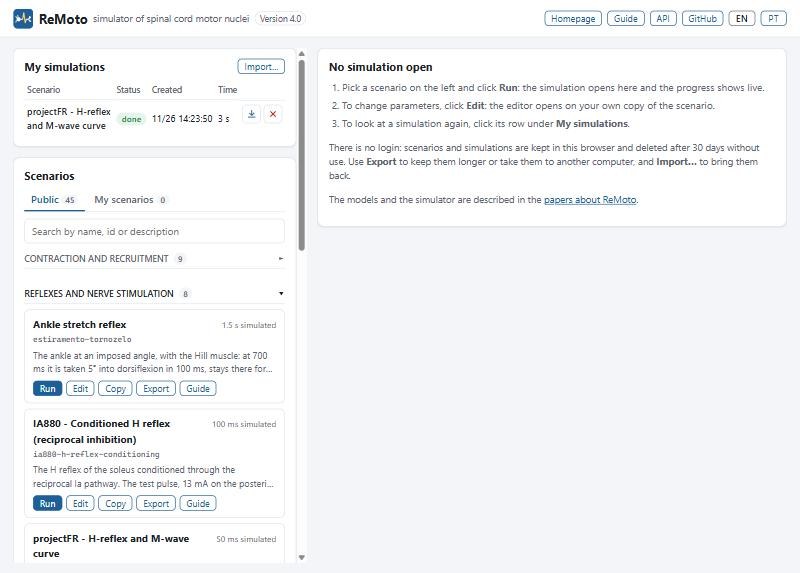 ReMoto simulator of spinal cord motor nuclei Version 4.0 Homepage Guide API GitHub EN PT
My simulations Import...
Scenario Status Created Time
projectFR - H-reflex and M-wave curve done 11/26 14:23:50 3 s
Scenarios
Public 45 My scenarios 0
Search by name, id or description
CONTRACTION AND RECRUITMENT 9
REFLEXES AND NERVE STIMULATION 8
Ankle stretch reflex 1.5 s simulated
estiramento-tornozelo
The ankle at an imposed angle, with the Hill muscle: at 700
ms it is taken 5° into dorsiflexion in 100 ms, stays there for...
Run Edit Copy Export Guide
IA880 - Conditioned H reflex 100 ms simulated
(reciprocal inhibition)
ia880-h-reflex-conditioning
The H reflex of the soleus conditioned through the
reciprocal Ia pathway. The test pulse, 13 mA on the posteri...
Run Edit Copy Export Guide
projectFR - H-reflex and M-wave 50 ms simulated
curve
No simulation open
1. Pick a scenario on the left and click Run: the simulation opens here and the progress shows live.
2. To change parameters, click Edit: the editor opens on your own copy of the scenario.
3. To look at a simulation again, click its row under My simulations.
There is no login: scenarios and simulations are kept in this browser and deleted after 30 days without
use. Use Export to keep them longer or take them to another computer, and Import... to bring them
back.
The models and the simulator are described in the papers about ReMoto.